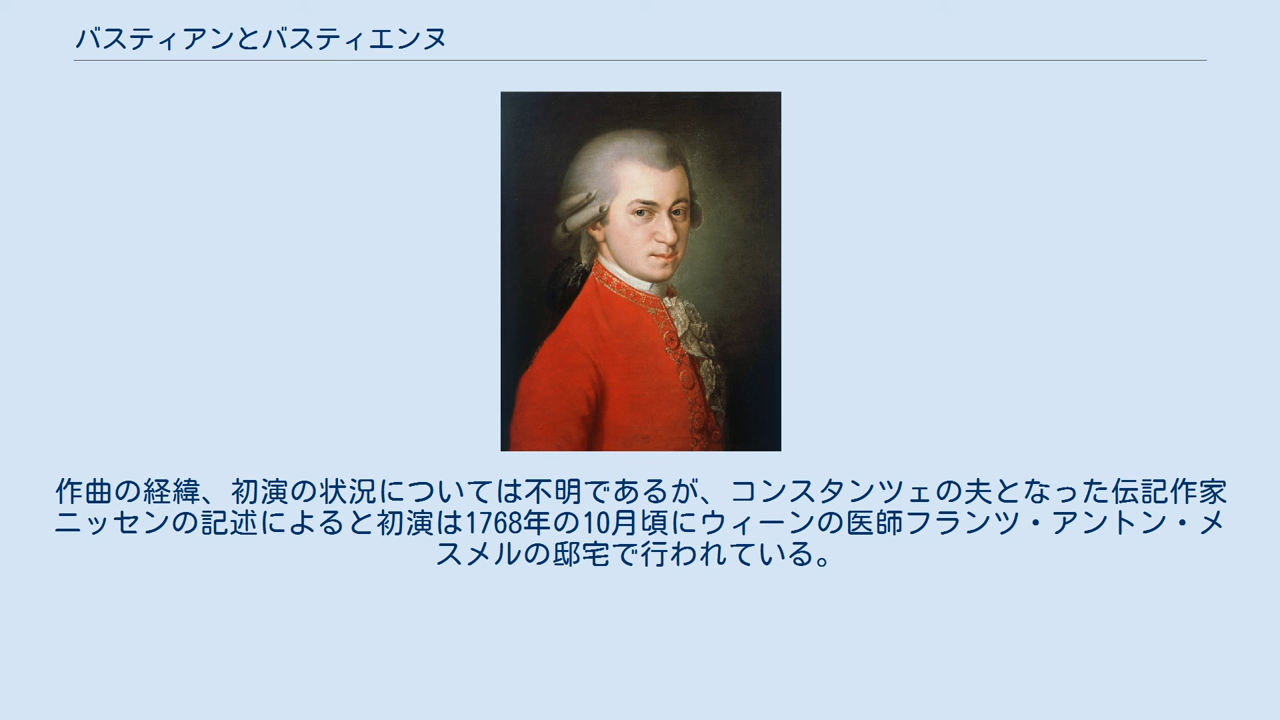 バスティアンとバスティエンヌ
作曲の経緯、初演の状況については不明であるが、コンスタンツェの夫となった伝記作家
ニッセンの記述によると初演は1768年の10月頃にウィーンの医師フランツ・アントン・メ
スメルの邸宅で行われている。